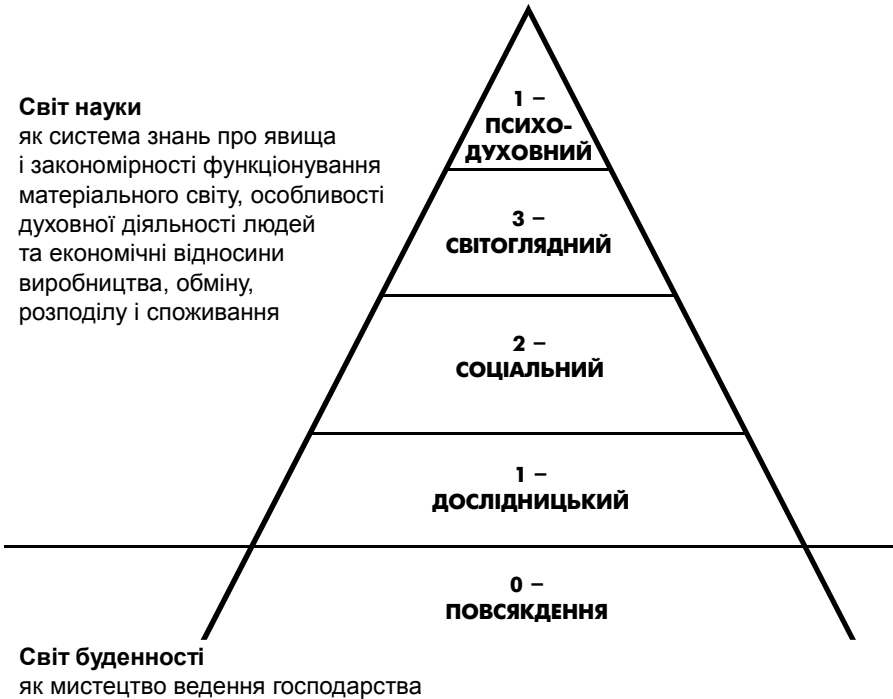 Світ науки
як система знань про явища
і закономірності функціонування
матеріального світу, особливості
духовної діяльності людей
та економічні відносини
виробництва, обміну,
розподілу і споживання
1 –
ПСИХО-
ДУХОВНИЙ
3 –
СВІТОГЛЯДНИЙ
2 –
СОЦІАЛЬНИЙ
1 –
ДОСЛІДНИЦЬКИЙ
0 –
ПОВСЯКДЕННЯ
Світ буденності
як мистецтво ведення господарства